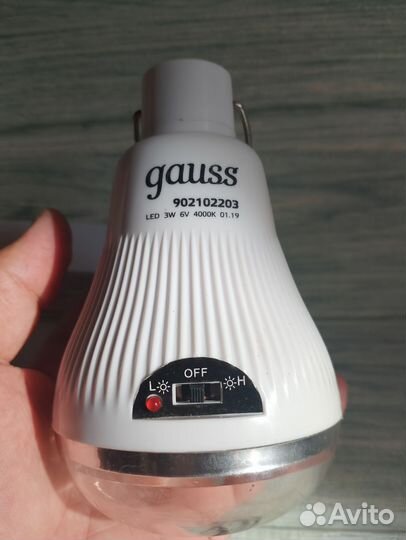 gauss
902102203
LED 3W 6V 4000K 01.19
OFF
L H
Avito